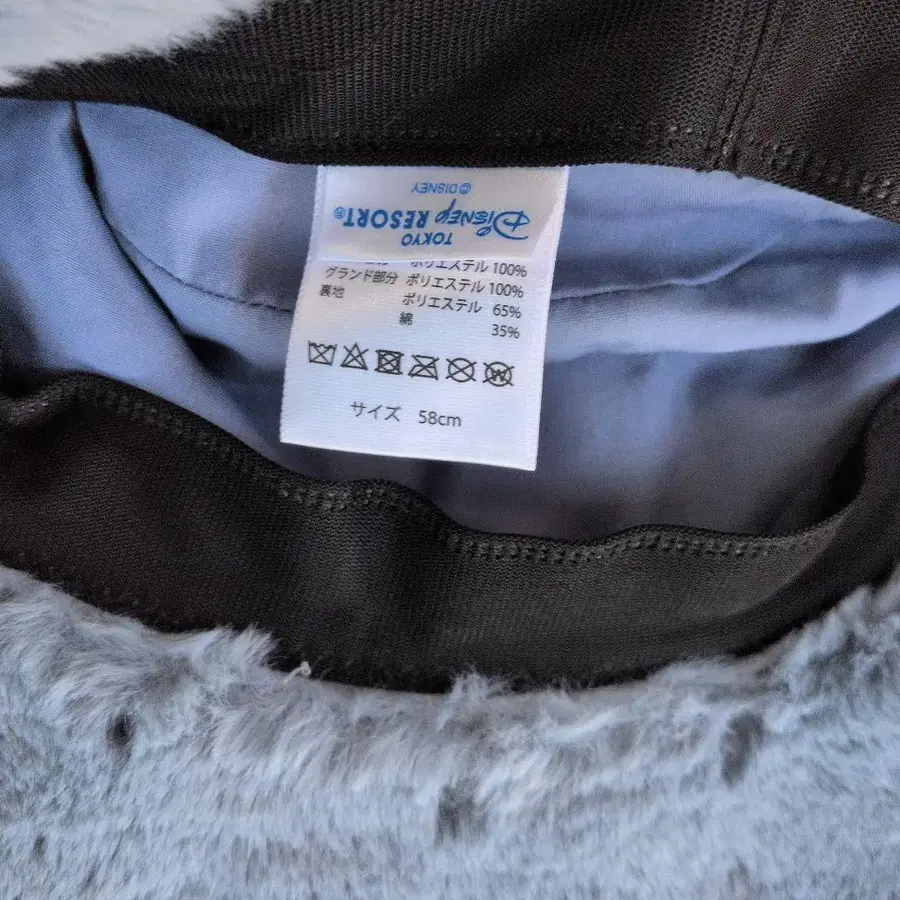 TOKYO
Disney RESORT®
©DISNEY
ポリエステル 100%
グランド部分 ポリエステル 100%
裏地 ポリエステル 65%
綿 35%
サイズ 58cm